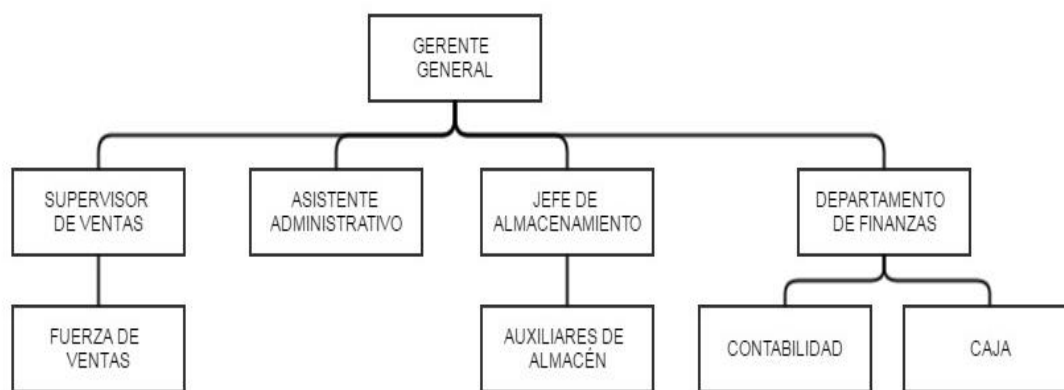 GERENTE
GENERAL
SUPERVISOR
DE VENTAS
ASISTENTE
ADMINISTRATIVO
JEFE DE
ALMACENAMIENTO
DEPARTAMENTO
DE FINANZAS
FUERZA DE
VENTAS
AUXILIARES DE
ALMACÉN
CONTABILIDAD
CAJA